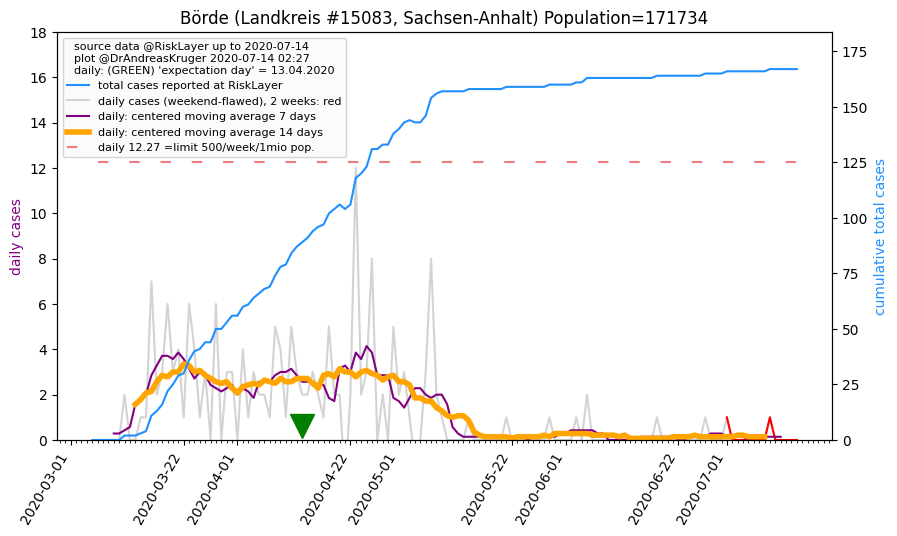 Börde (Landkreis #15083, Sachsen-Anhalt) Population=171734
source data @RiskLayer up to 2020-07-14
plot @DrAndreasKruger 2020-07-14 02:27
daily: (GREEN) 'expectation day' = 13.04.2020
total cases reported at RiskLayer
daily cases (weekend-flawed), 2 weeks: red
daily: centered moving average 7 days
daily: centered moving average 14 days
daily 12.27 =limit 500/week/1mio pop.
daily cases
18
16
14
12
10
8
6
4
2
0
175
150
125
100
75
50
25
0
cumulative total cases
2020-03-01
2020-03-22
2020-04-01
2020-04-22
2020-05-01
2020-05-22
2020-06-01
2020-06-22
2020-07-01